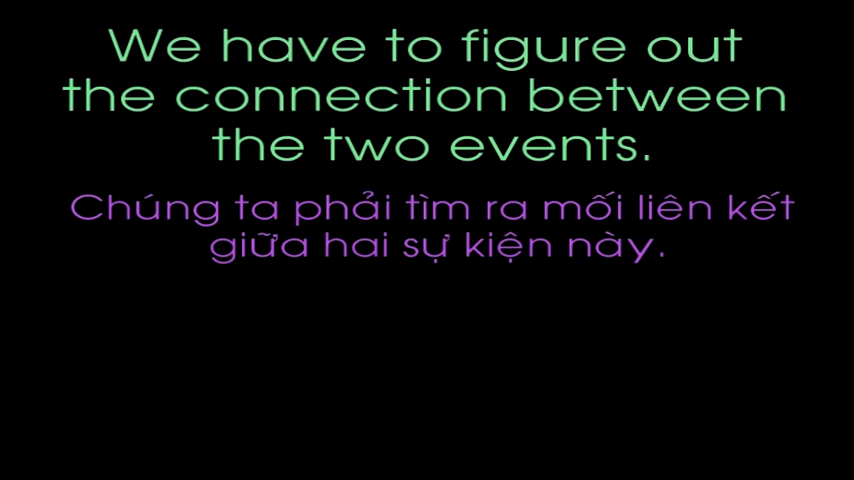 We have to figure out
the connection between
the two events.
Chúng ta phải tìm ra mối liên kết
giữa hai sự kiện này.